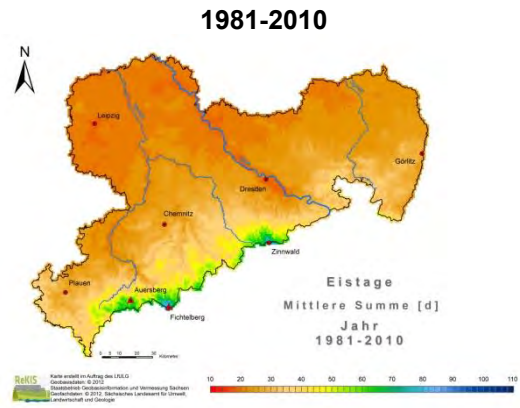 1981-2010
N
Leipzig
Görlitz
Dresden
Chemnitz
Zinnwald
Plauen
Auersberg
Fichtelberg
Eistage
Mittlere Summe [d]
Jahr
1981-2010
Kilometer
ReKIS
Karte erstellt im Auftrag des LfULG
Geobasisdaten: © 2012,
Staatsbetrieb Geobasisinformation und Vermessung Sachsen
Geofachdaten: © 2012, Sächsisches Landesamt für Umwelt,
Landwirtschaft und Geologie
10 20 30 40 50 60 70 80 90 100 110